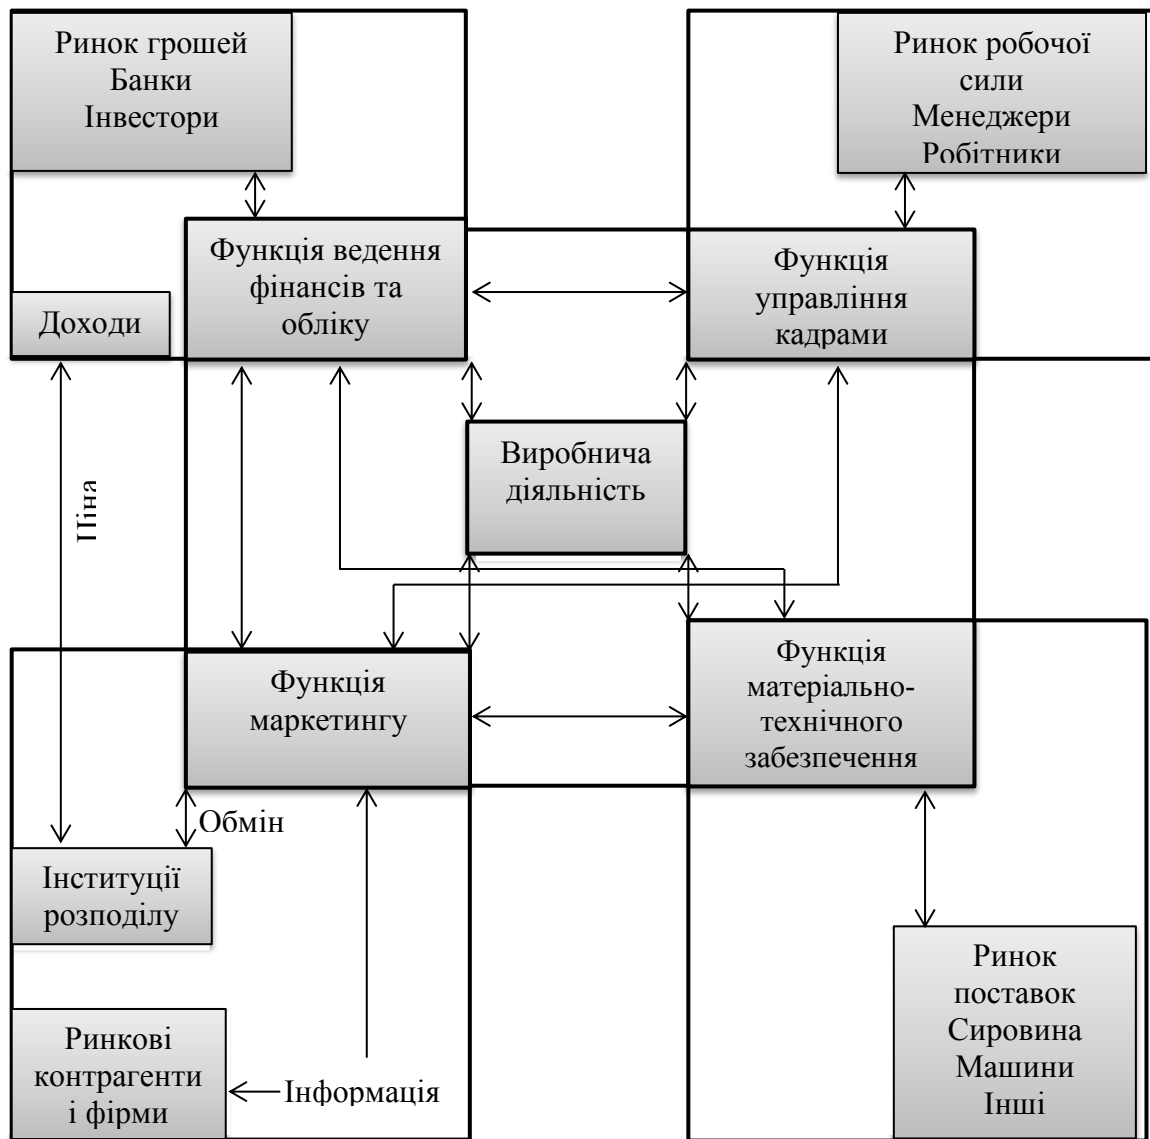 Ринок грошей
Банки
Інвестори
Ринок робочої
сили
Менеджери
Робітники
Функція ведення
фінансів та
обліку
Функція
управління
кадрами
Доходи
Виробнича
діяльність
Ціна
Функція
маркетингу
Функція
матеріально-
технічного
забезпечення
Обмін
Інституції
розподілу
Ринок
поставок
Сировина
Машини
Інші
Ринкові
контрагенти
і фірми
Інформація